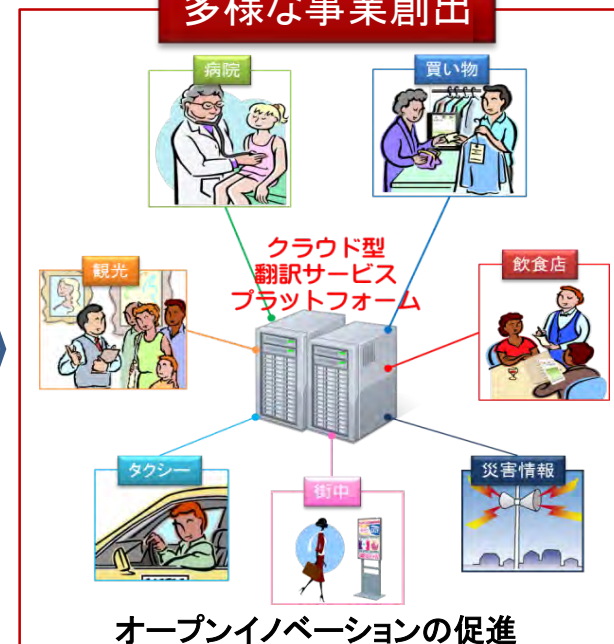 多様な事業創出
病院
買い物
クラウド型
翻訳サービス
プラットフォーム
観光
飲食店
タクシー
街中
災害情報
オープンイノベーションの促進